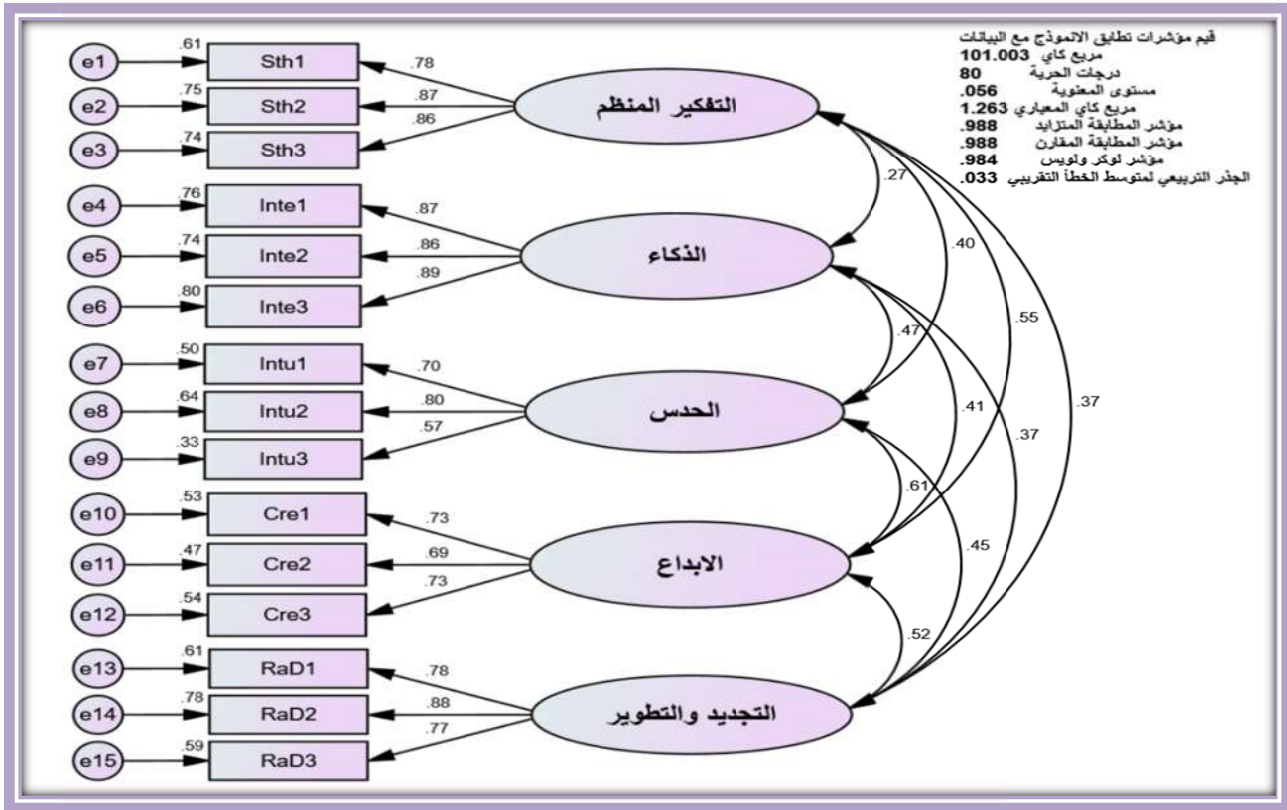 قيم مؤشرات تطابق الانموذج مع البيانات
مربع كاي 101.003
درجات الحرية 80
مستوى المعنوية .056
مربع كاي المعياري 1.263
مؤشر المطابقة المتزايد .988
مؤشر المطابقة المقارن .988
مؤشر توكر ولويس .984
الجذر التربيعي لمتوسط الخطأ التقريبي .033
e1 .61 Sth1 .78
e2 .75 Sth2 .87 التفكير المنظم
e3 .74 Sth3 .86
.27
e4 .76 Inte1 .87
e5 .74 Inte2 .86 الذكاء .40
e6 .80 Inte3 .89
.47 .55
e7 .50 Intu1 .70
e8 .64 Intu2 .80 الحدس .41 .37
e9 .33 Intu3 .57 .37
.61
e10 .53 Cre1 .73
e11 .47 Cre2 .69 الابداع .45
e12 .54 Cre3 .73
.52
e13 .61 RaD1 .78
e14 .78 RaD2 .88 التجديد والتطوير
e15 .59 RaD3 .77